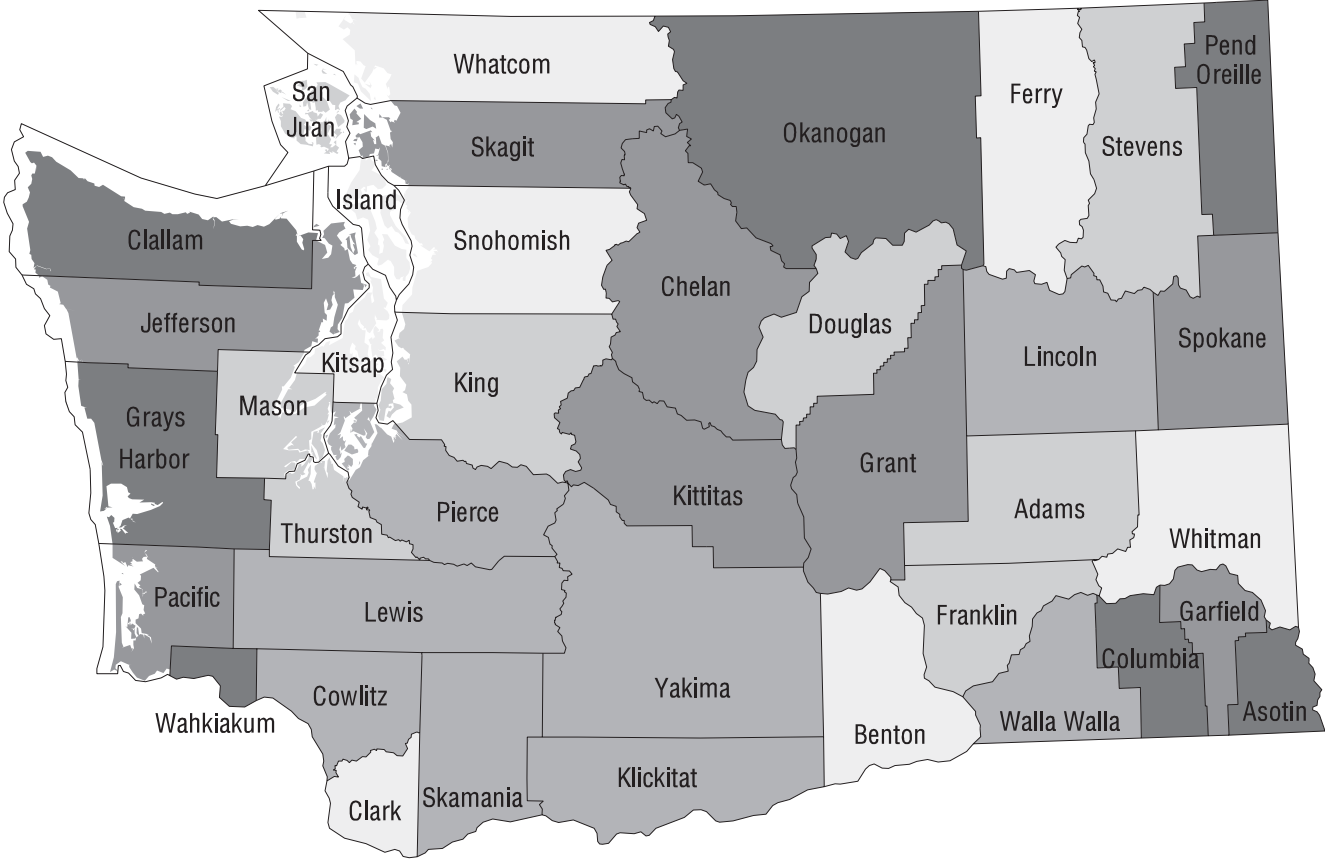 Whatcom
San
Juan
Skagit
Okanogan
Ferry
Stevens
Pend
Oreille
Island
Clallam
Snohomish
Chelan
Jefferson
Kitsap
King
Douglas
Lincoln
Spokane
Mason
Grays
Harbor
Grant
Kittitas
Adams
Pierce
Thurston
Whitman
Pacific
Lewis
Franklin
Garfield
Columbia
Yakima
Cowlitz
Wahkiakum
Walla Walla
Asotin
Benton
Klickitat
Skamania
Clark